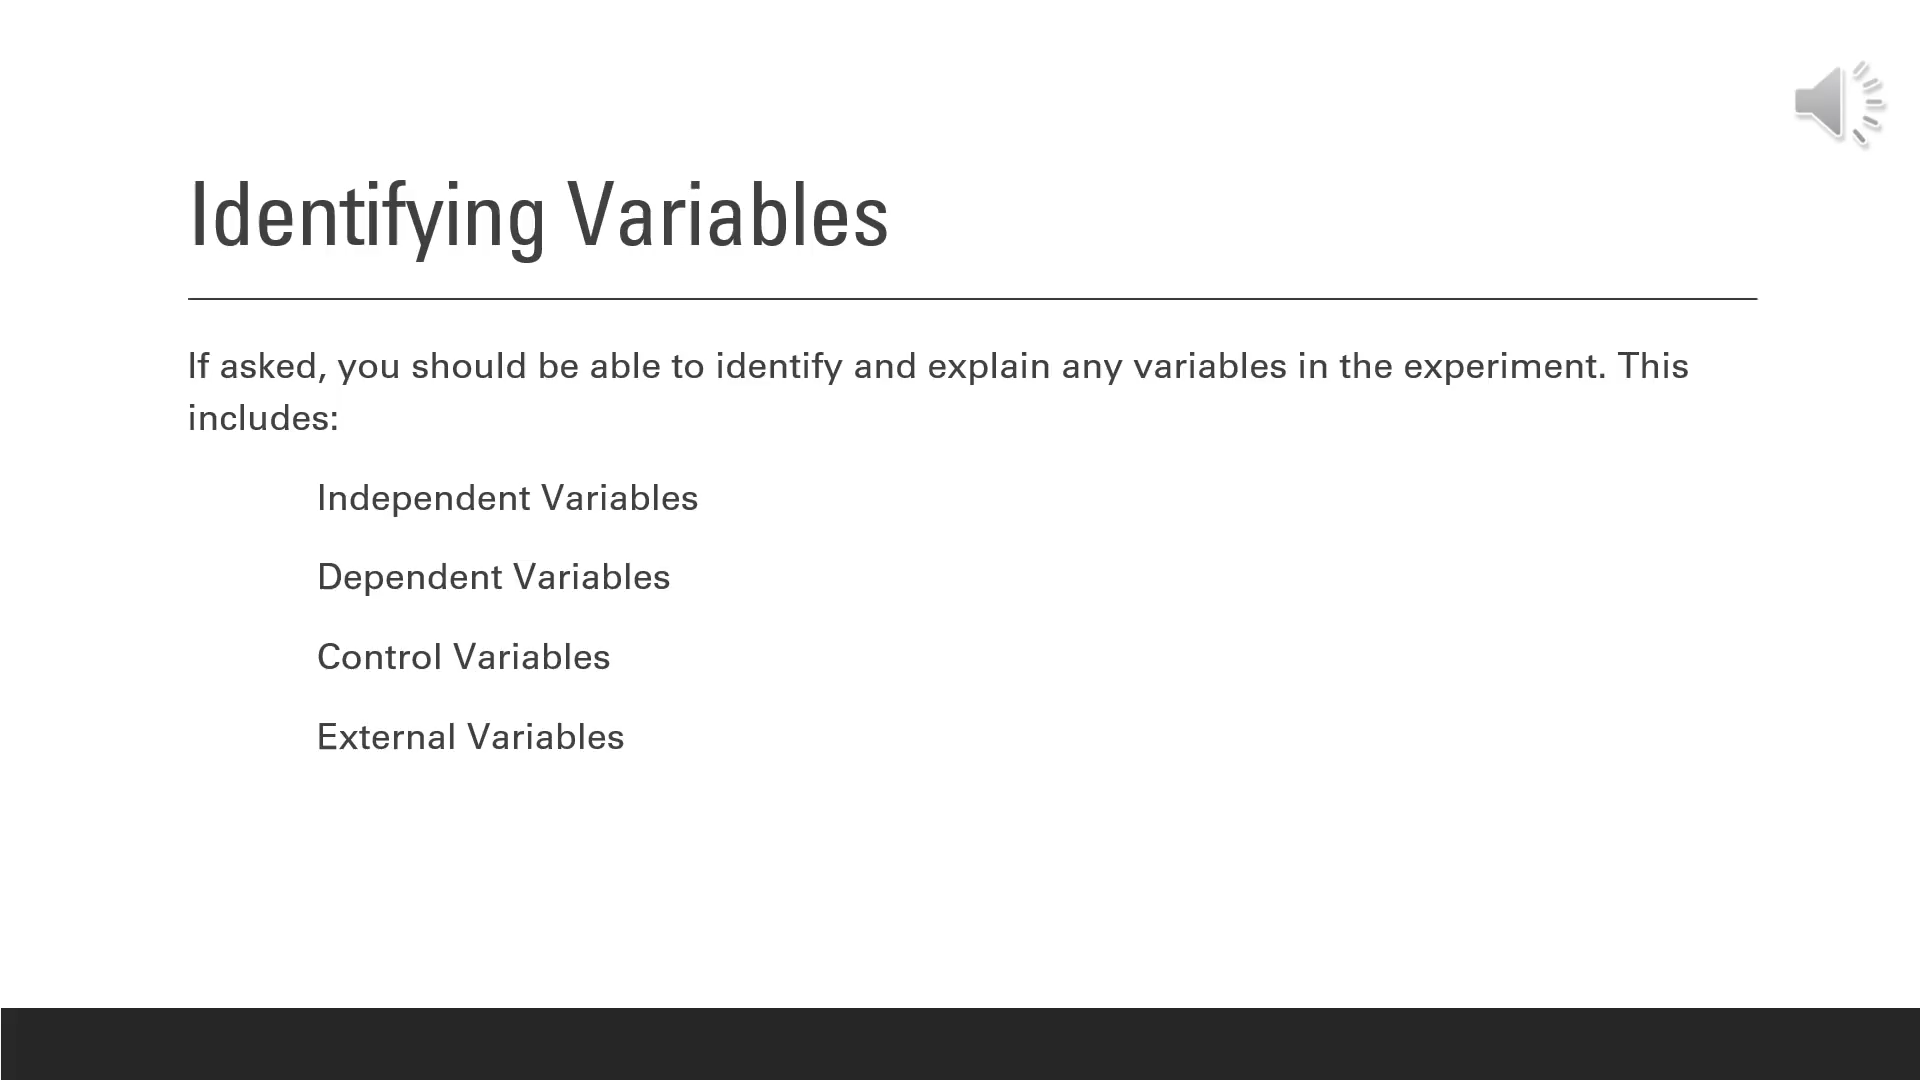 Identifying Variables
If asked, you should be able to identify and explain any variables in the experiment. This
includes:
Independent Variables
Dependent Variables
Control Variables
External Variables